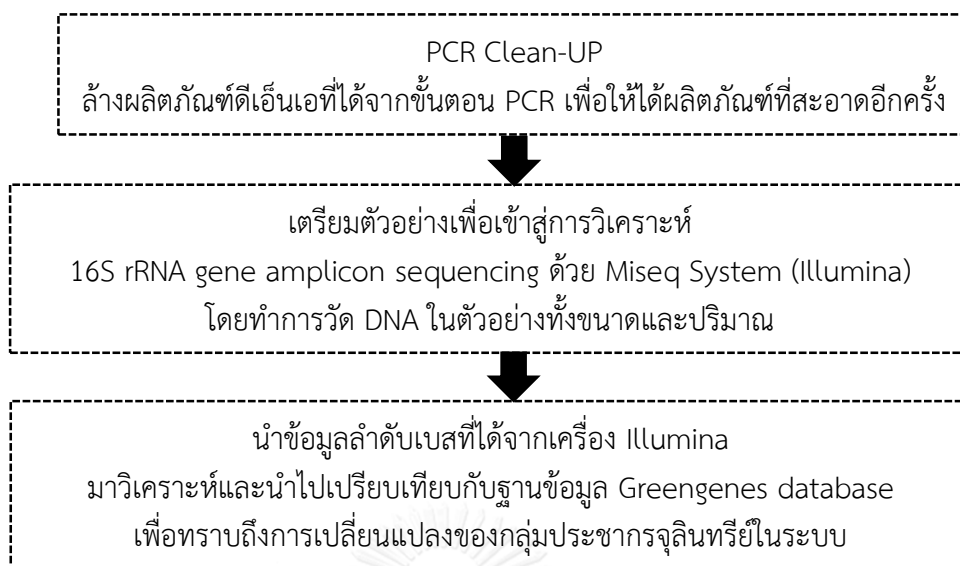 PCR Clean-UP
ล้างผลิตภัณฑ์ดีเอ็นเอที่ได้จากขั้นตอน PCR เพื่อให้ได้ผลิตภัณฑ์ที่สะอาดอีกครั้ง
เตรียมตัวอย่างเพื่อเข้าสู่การวิเคราะห์
16S rRNA gene amplicon sequencing ด้วย Miseq System (Illumina)
โดยทำการวัด DNA ในตัวอย่างทั้งขนาดและปริมาณ
นำข้อมูลลำดับเบสที่ได้จากเครื่อง Illumina
มาวิเคราะห์และนำไปเปรียบเทียบกับฐานข้อมูล Greengenes database
เพื่อทราบถึงการเปลี่ยนแปลงของกลุ่มประชากรจุลินทรีย์ในระบบ